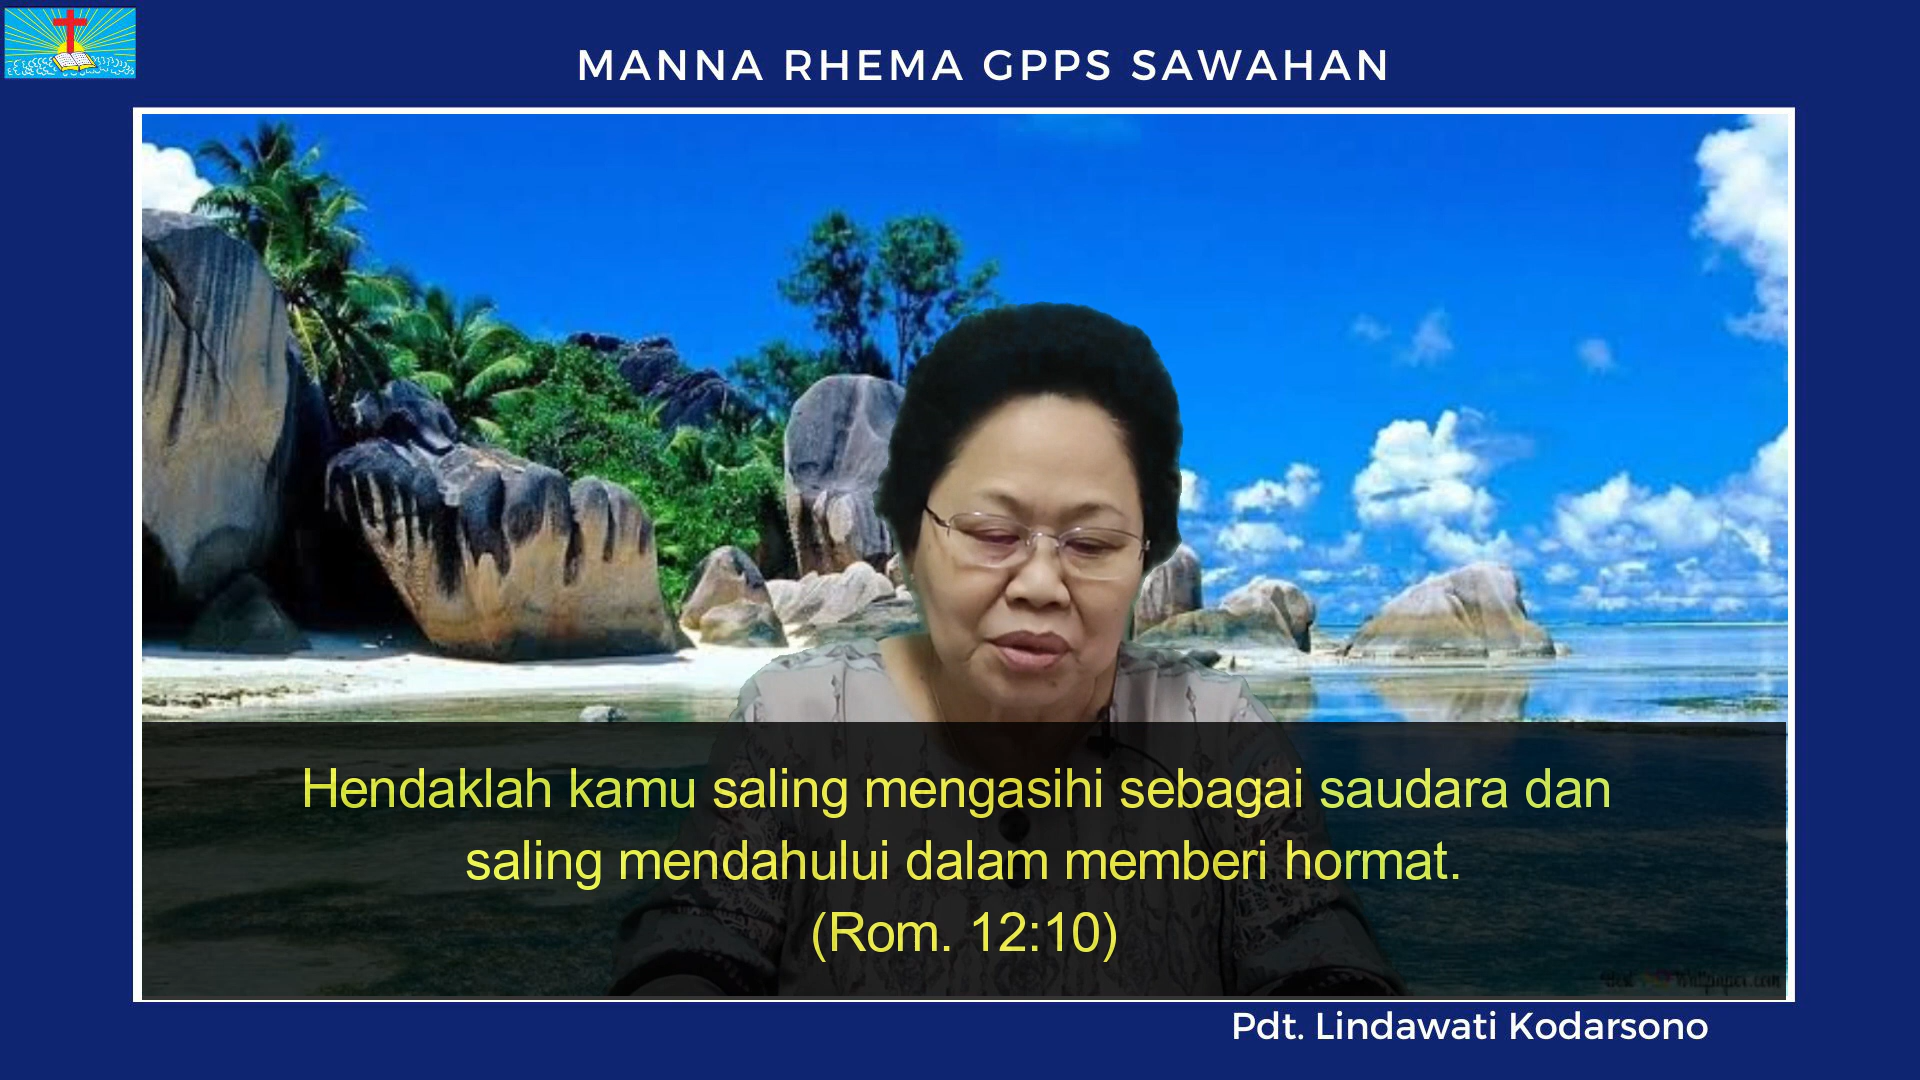 MANNA RHEMA GPPS SAWAHAN
Hendaklah kamu saling mengasihi sebagai saudara dan
saling mendahului dalam memberi hormat.
(Rom. 12:10)
Pdt. Lindawati Kodarsono